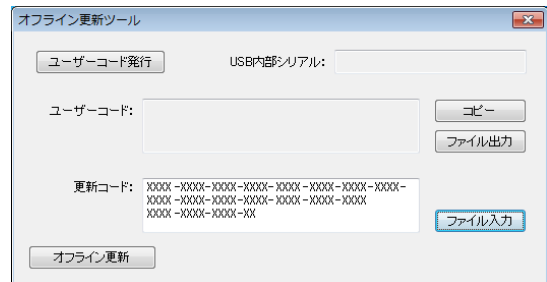 オフライン更新ツール
ユーザーコード発行
USB内部シリアル:
ユーザーコード:
コピー
ファイル出力
更新コード:
XXXX-XXXX-XXXX-XXXX-XXXX-XXXX-XXXX-XXXX-
XXXX-XXXX-XXXX-XXXX-XXXX-XXXX-XXXX
XXXX-XXXX-XXXX-XX
ファイル入力
オフライン更新